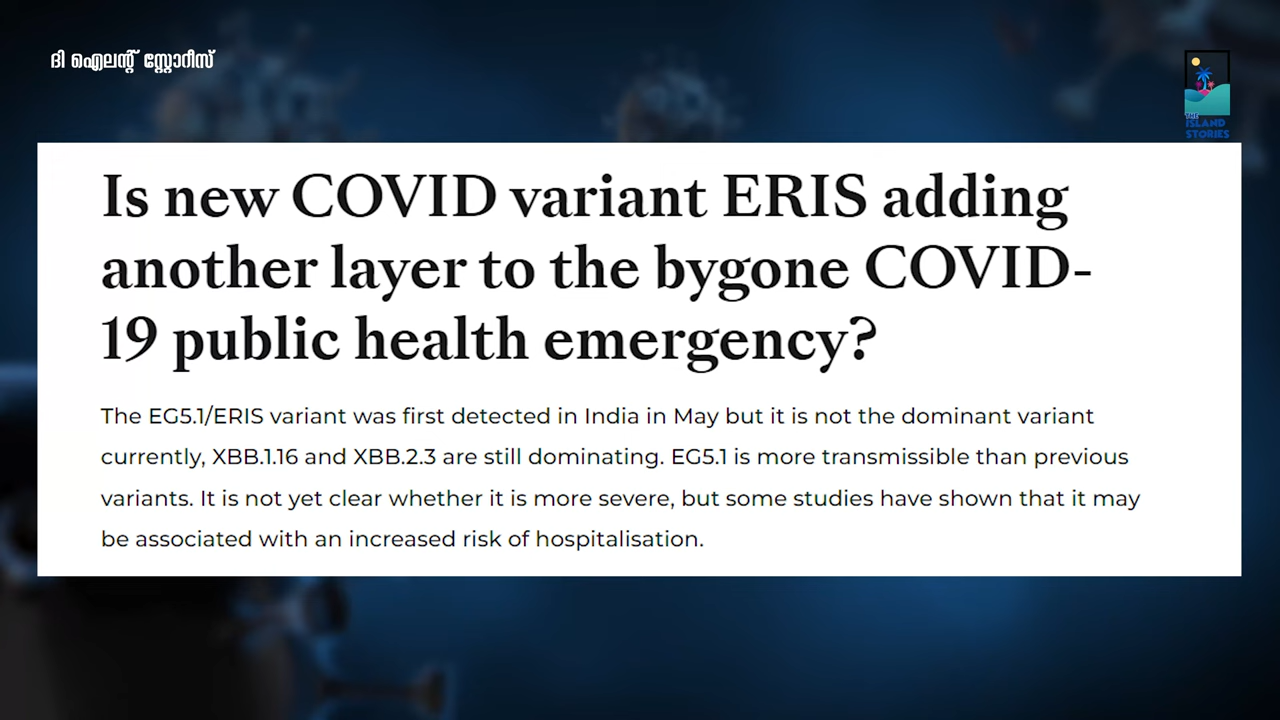 ദി ഐലന്റ് സ്റ്റോറീസ്
THE
ISLAND
STORIES
Is new COVID variant ERIS adding
another layer to the bygone COVID-
19 public health emergency?
The EG5.1/ERIS variant was first detected in India in May but it is not the dominant variant
currently, XBB.1.16 and XBB.2.3 are still dominating. EG5.1 is more transmissible than previous
variants. It is not yet clear whether it is more severe, but some studies have shown that it may
be associated with an increased risk of hospitalisation.